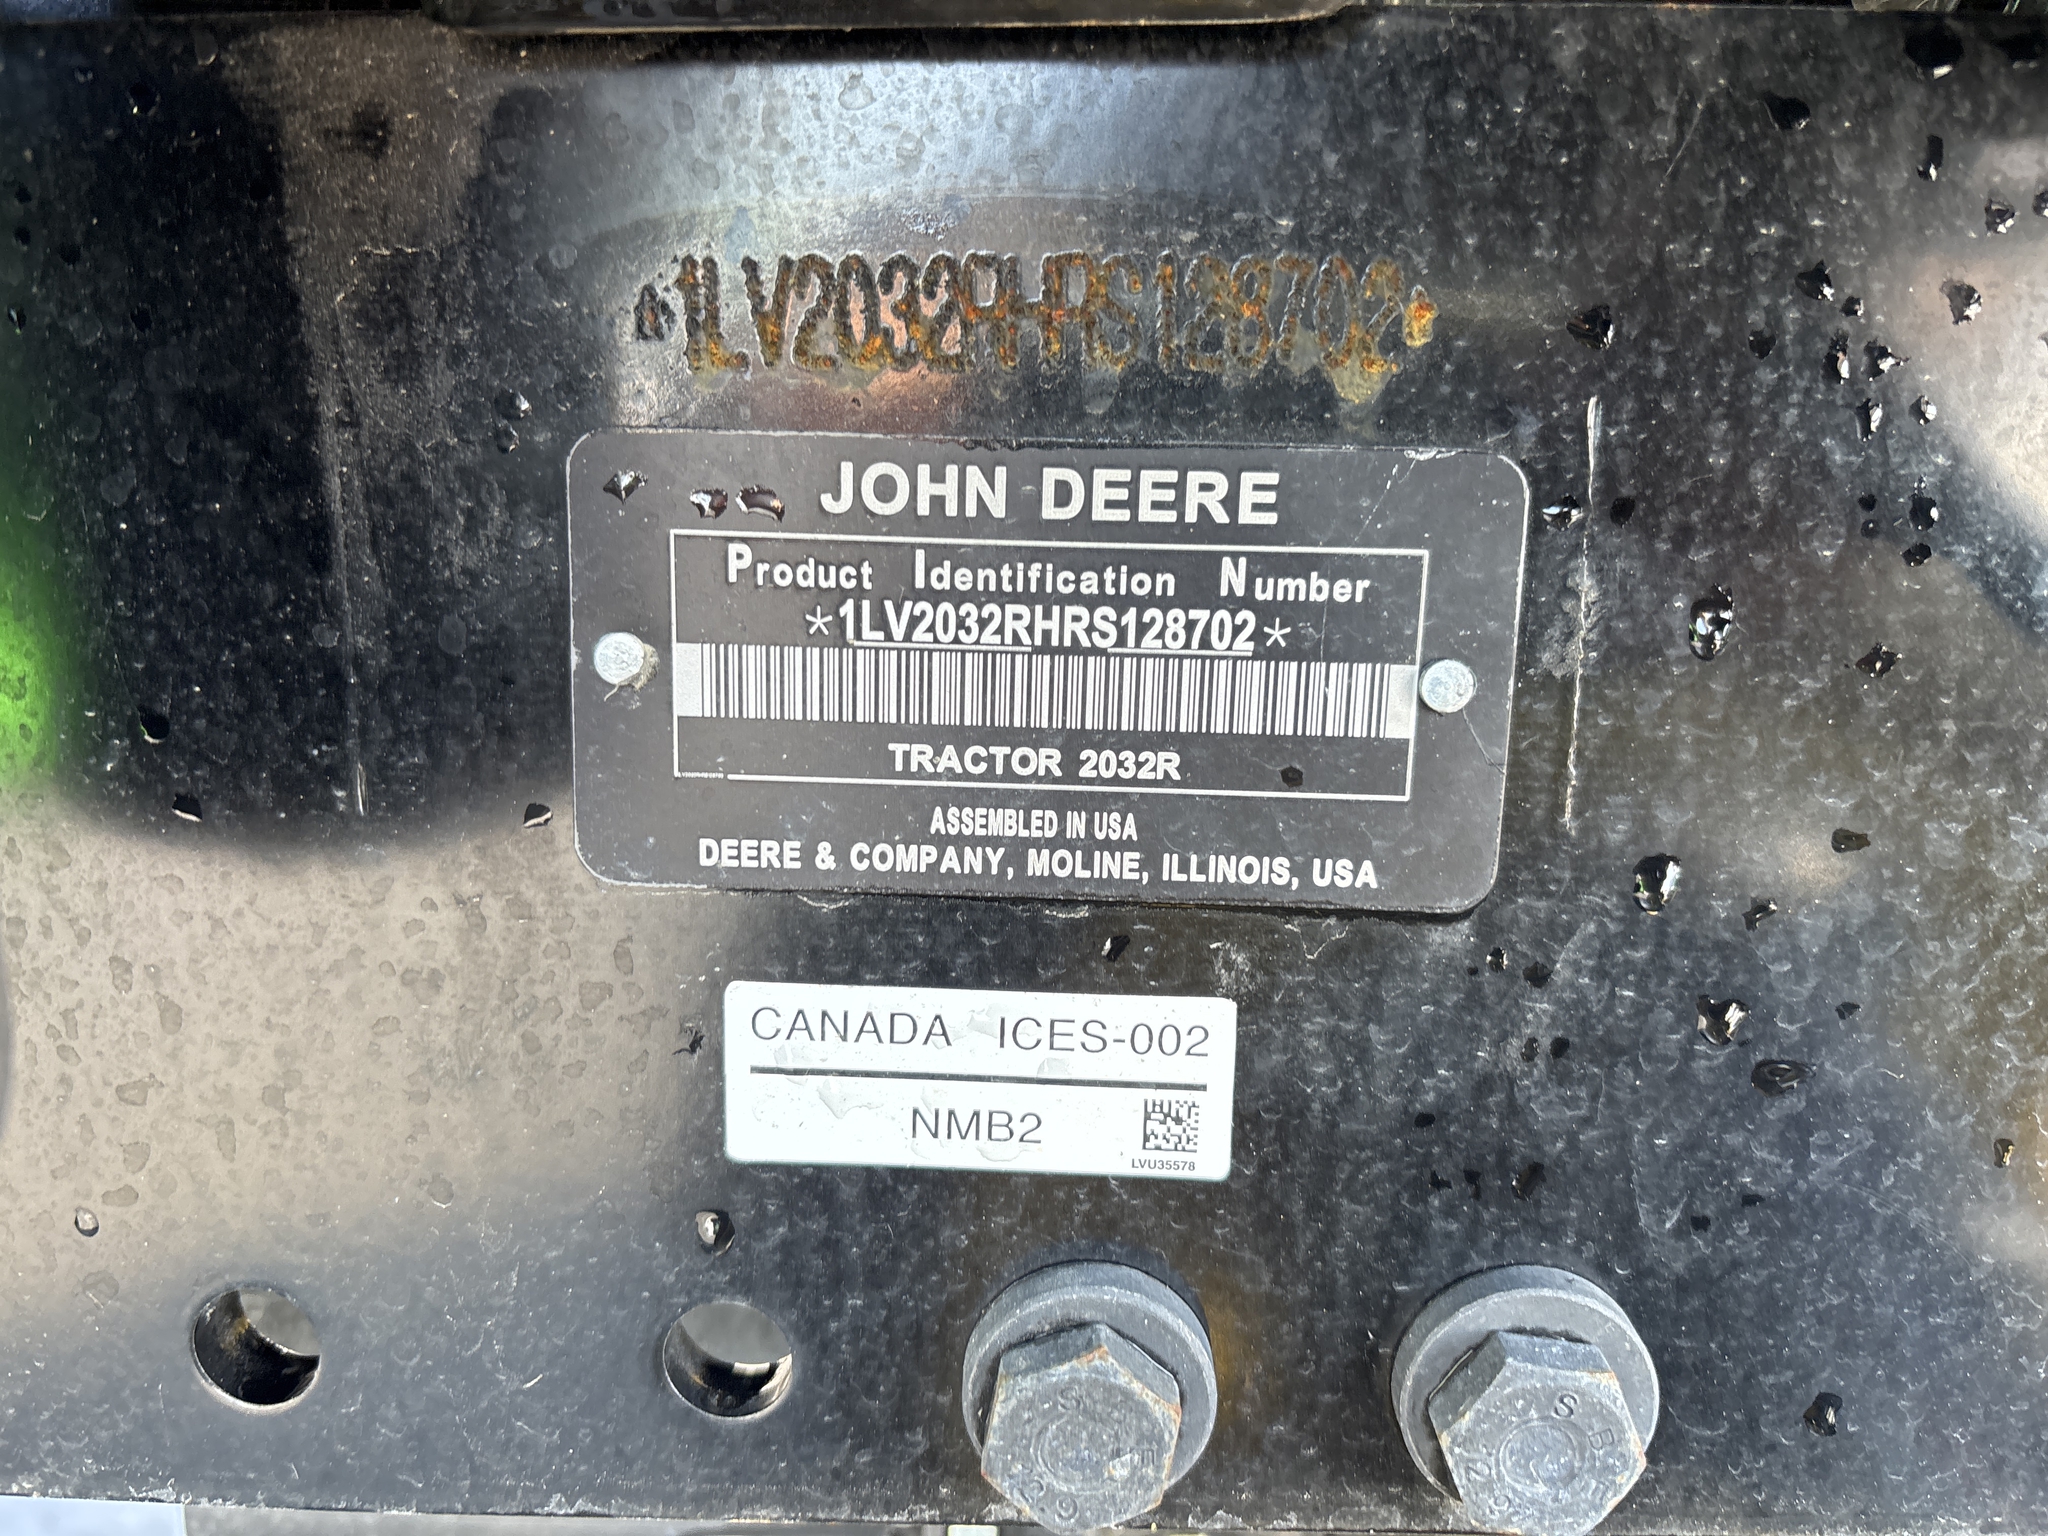 *1LV2032RHRS128702*
JOHN DEERE
Product Identification Number
*1LV2032RHRS128702*
TRACTOR 2032R
ASSEMBLED IN USA
DEERE & COMPANY, MOLINE, ILLINOIS, USA
CANADA ICES-002
NMB2
LVU35578